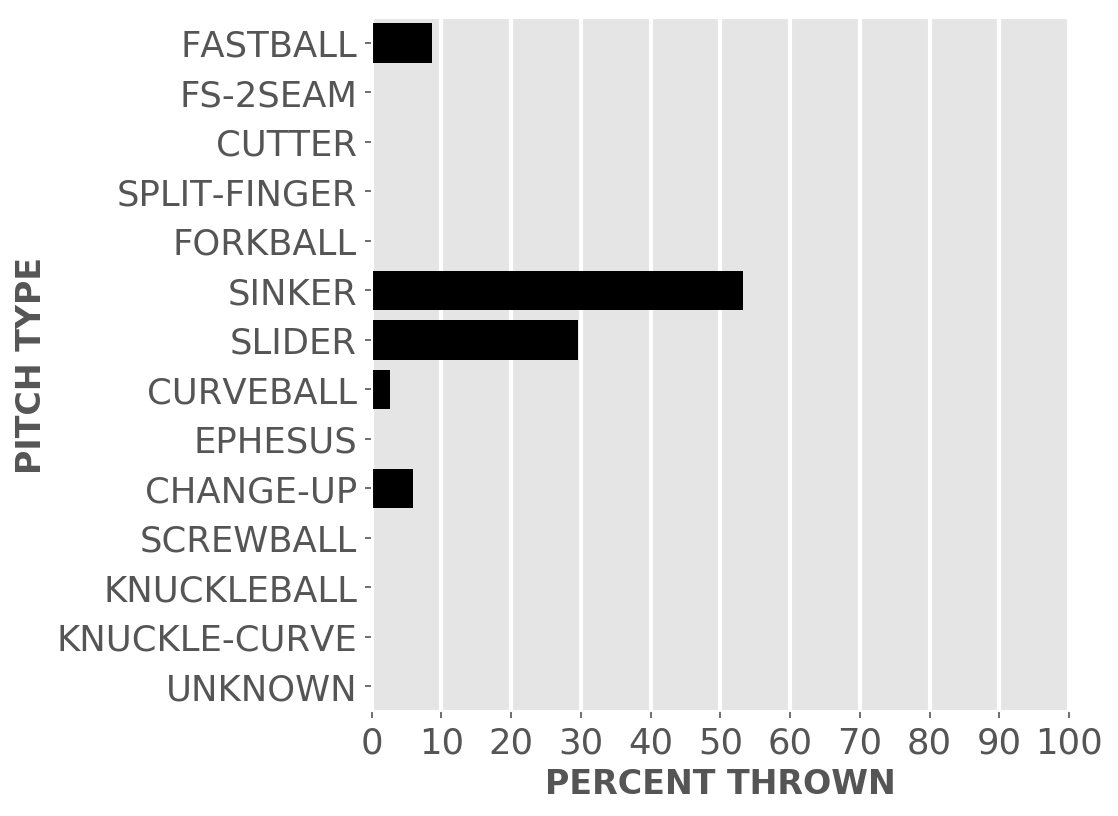 FASTBALL
FS-2SEAM
CUTTER
SPLIT-FINGER
FORKBALL
SINKER
SLIDER
CURVEBALL
EPHESUS
CHANGE-UP
SCREWBALL
KNUCKLEBALL
KNUCKLE-CURVE
UNKNOWN
PITCH TYPE
0 10 20 30 40 50 60 70 80 90 100
PERCENT THROWN